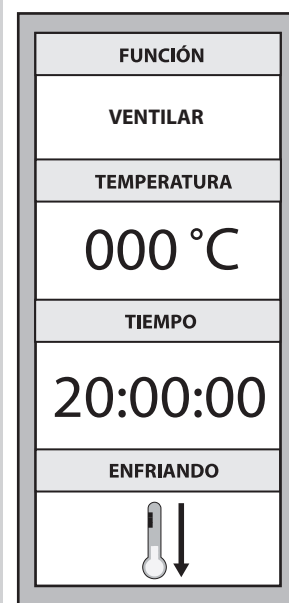 FUNCIÓN
VENTILAR
TEMPERATURA
000 °C
TIEMPO
20:00:00
ENFRIANDO